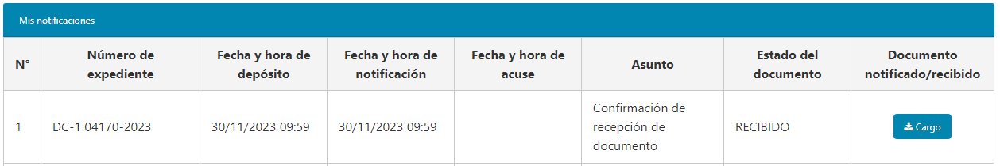 Mis notificaciones
N°
Número de
expediente
Fecha y hora de
depósito
Fecha y hora de
notificación
Fecha y hora de
acuse
Asunto
Estado del
documento
Documento
notificado/recibido
1
DC-1 04170-2023
30/11/2023 09:59
30/11/2023 09:59
Confirmación de
recepción de
documento
RECIBIDO
Cargo